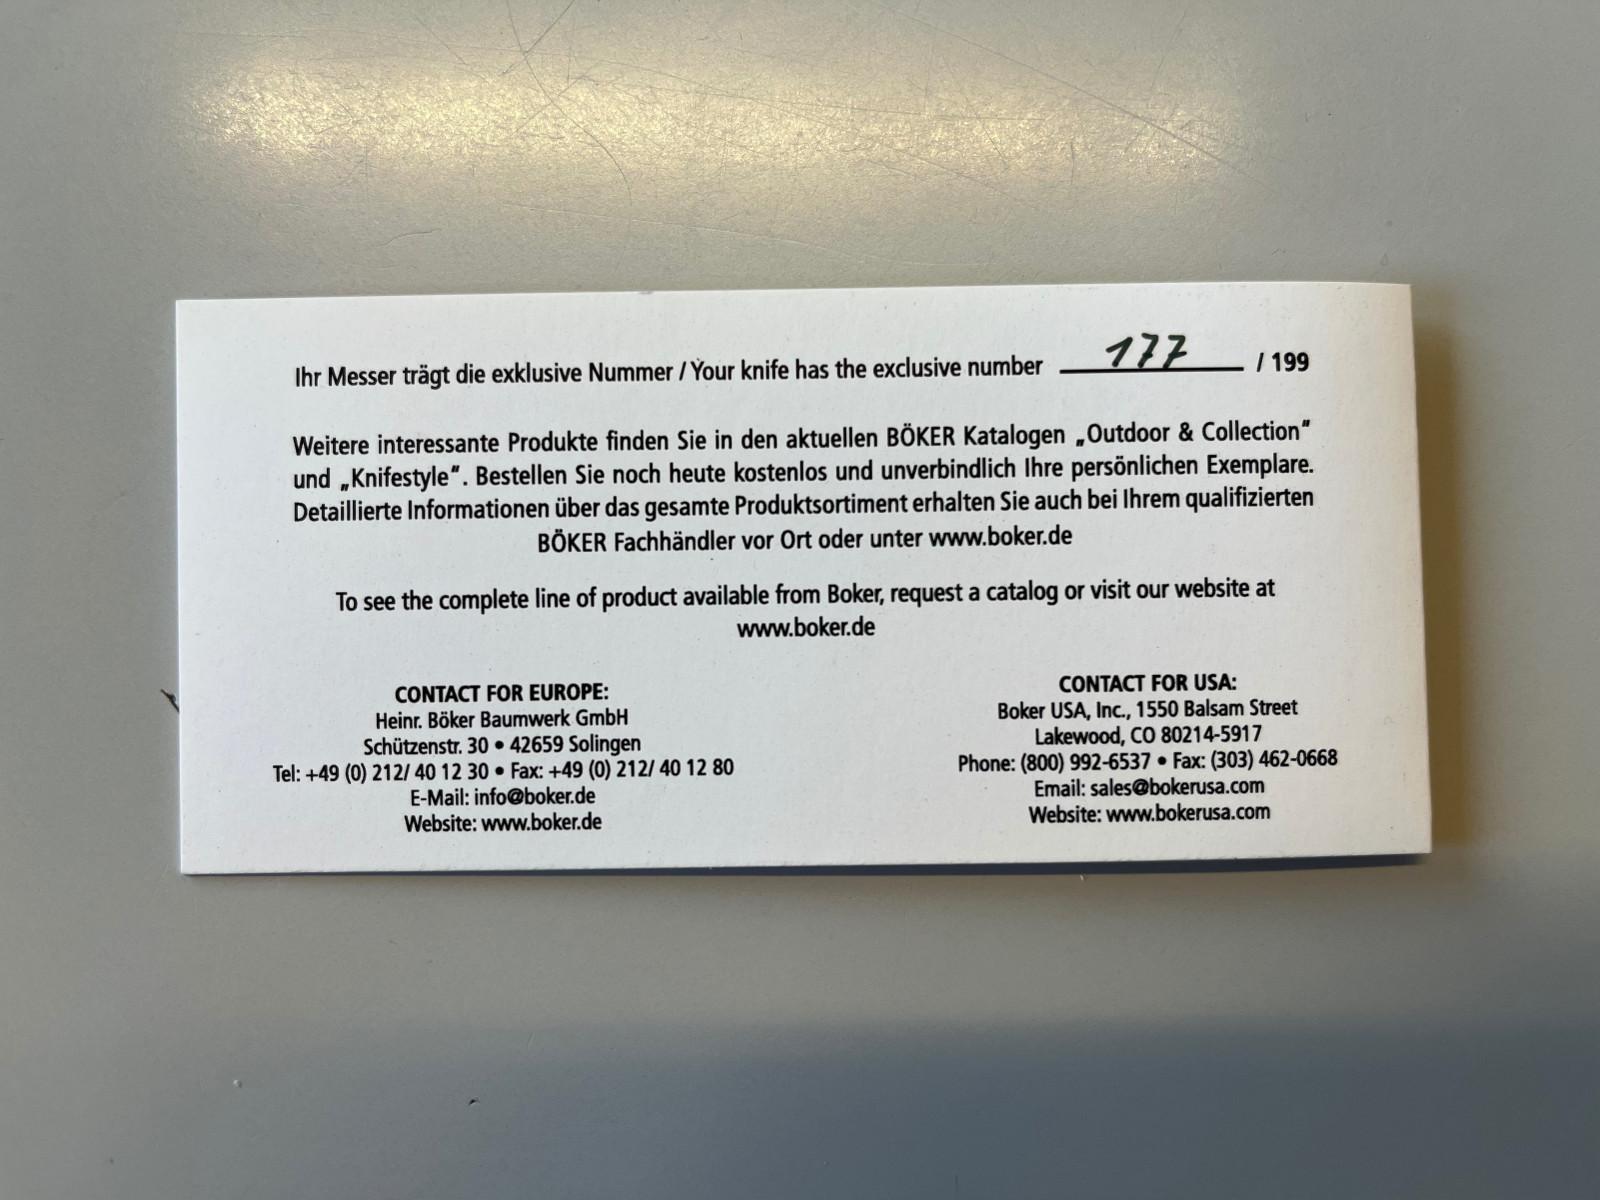 Ihr Messer trägt die exklusive Nummer / Your knife has the exclusive number 177 / 199
Weitere interessante Produkte finden Sie in den aktuellen BÖKER Katalogen „Outdoor & Collection“
und „Knifestyle“. Bestellen Sie noch heute kostenlos und unverbindlich Ihre persönlichen Exemplare.
Detaillierte Informationen über das gesamte Produktsortiment erhalten Sie auch bei Ihrem qualifizierten
BÖKER Fachhändler vor Ort oder unter www.boker.de
To see the complete line of product available from Boker, request a catalog or visit our website at
www.boker.de
CONTACT FOR EUROPE:
Heinr. Böker Baumwerk GmbH
Schützenstr. 30 • 42659 Solingen
Tel: +49 (0) 212/ 40 12 30 • Fax: +49 (0) 212/ 40 12 80
E-Mail: info@boker.de
Website: www.boker.de
CONTACT FOR USA:
Boker USA, Inc., 1550 Balsam Street
Lakewood, CO 80214-5917
Phone: (800) 992-6537 • Fax: (303) 462-0668
Email: sales@bokerusa.com
Website: www.bokerusa.com